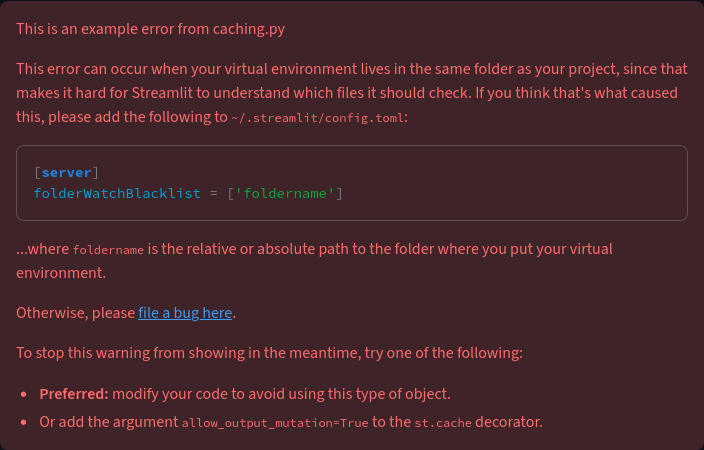 This is an example error from caching.py
This error can occur when your virtual environment lives in the same folder as your project, since that
makes it hard for Streamlit to understand which files it should check. If you think that's what caused
this, please add the following to ~/.streamlit/config.toml:
[server]
folderWatchBlacklist = ['foldername']
...where foldername is the relative or absolute path to the folder where you put your virtual
environment.
Otherwise, please file a bug here.
To stop this warning from showing in the meantime, try one of the following:
• Preferred: modify your code to avoid using this type of object.
• Or add the argument allow_output_mutation=True to the st.cache decorator.